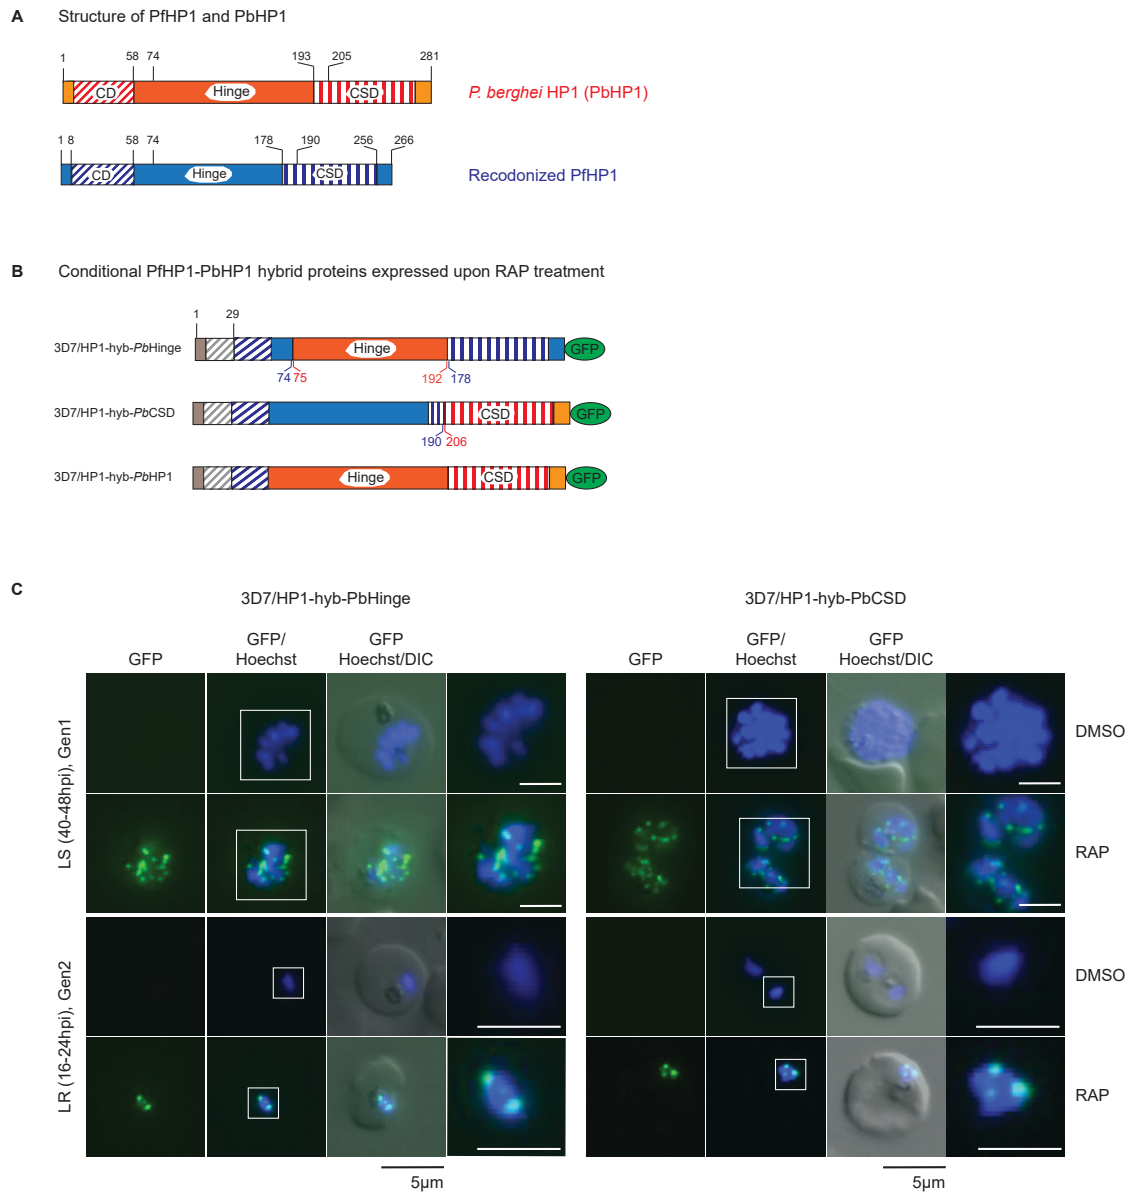 A Structure of PfHP1 and PbHP1
1 58 74 193 205 281
CD Hinge CSD P. berghei HP1 (PbHP1)
1 8 58 74 178 190 256 266
CD Hinge CSD Recodonized PfHP1
B Conditional PfHP1-PbHP1 hybrid proteins expressed upon RAP treatment
1 29
3D7/HP1-hyb-PbHinge Hinge GFP
74 75 192 178
3D7/HP1-hyb-PbCSD CSD GFP
190 206
3D7/HP1-hyb-PbHP1 Hinge CSD GFP
C
3D7/HP1-hyb-PbHinge 3D7/HP1-hyb-PbCSD
GFP GFP/ Hoechst GFP Hoechst/DIC GFP GFP/ Hoechst GFP Hoechst/DIC
LS (40-48hpi), Gen1
DMSO
RAP
LR (16-24hpi), Gen2
DMSO
RAP
5µm 5µm